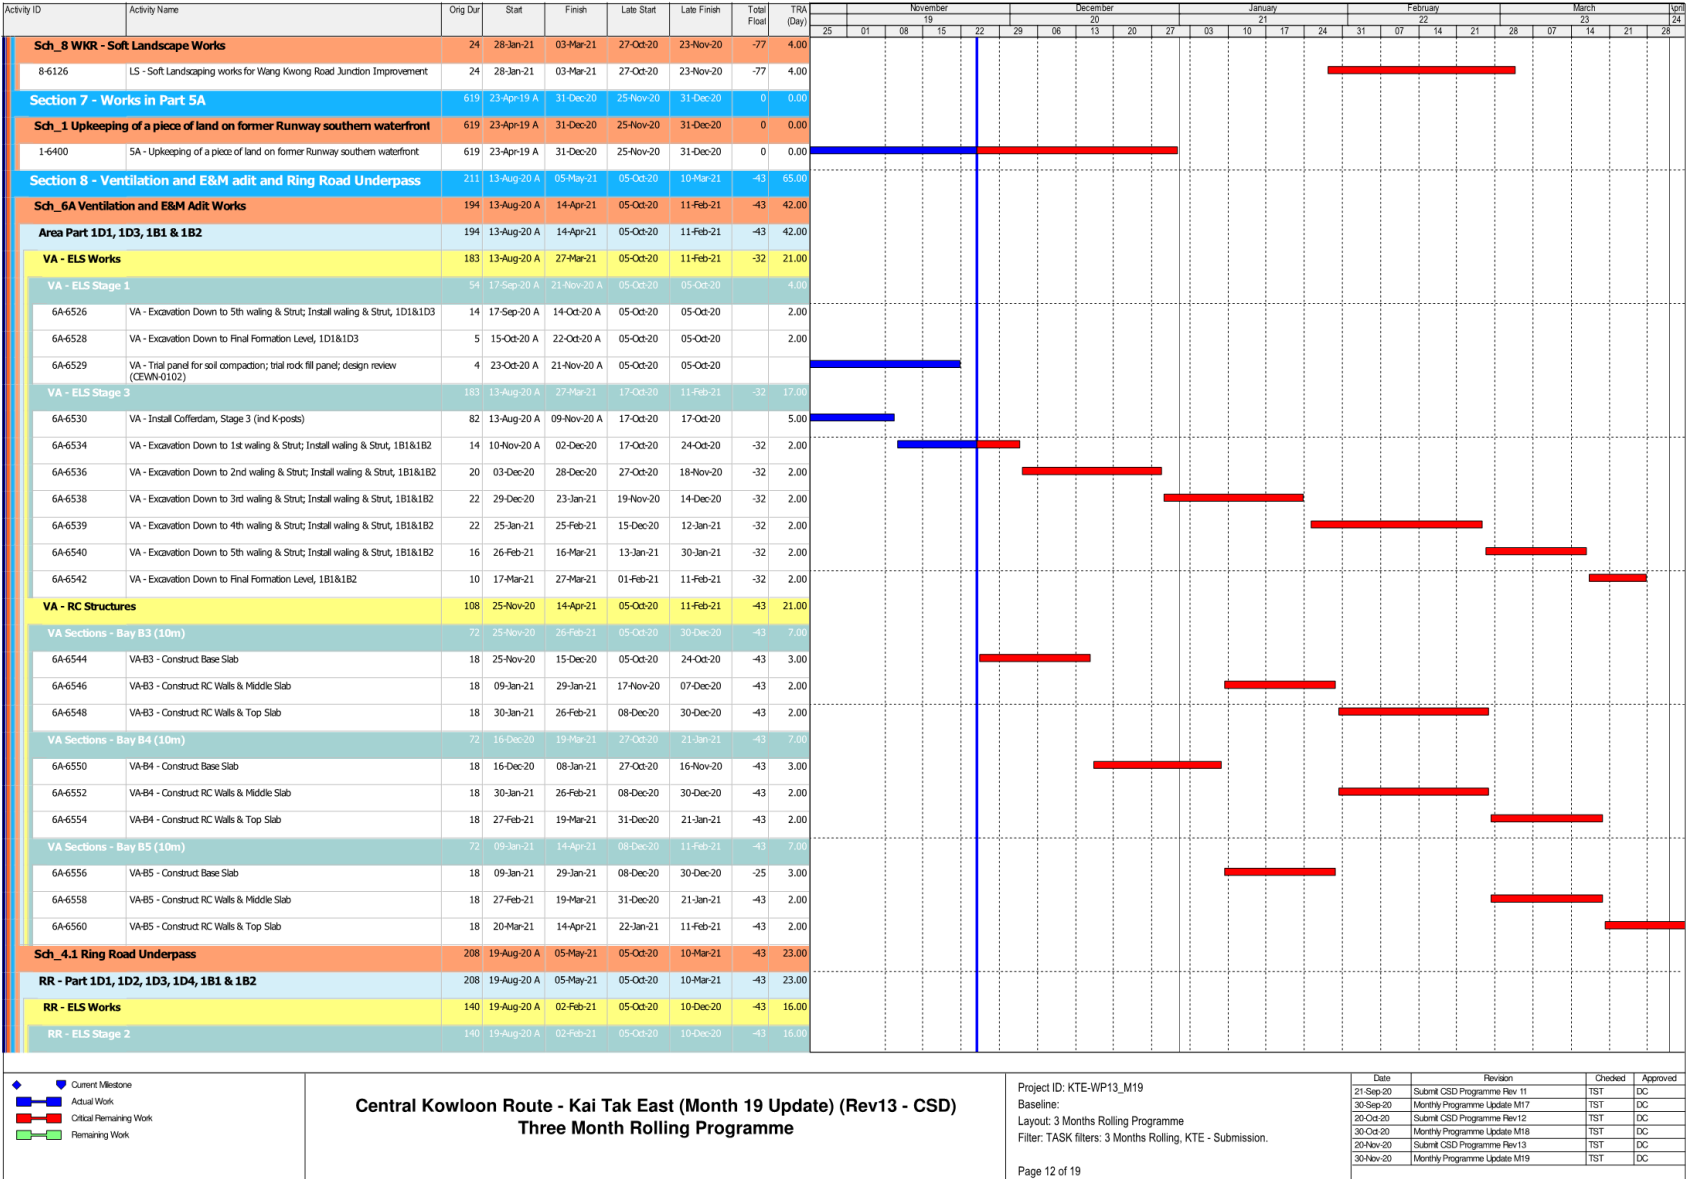 Activity ID Activity Name Orig Dur Start Finish Late Start Late Finish Total Float TRA (Day) November December January February March April
19 20 21 22 23 24
25 01 08 15 22 29 06 13 20 27 03 10 17 24 31 07 14 21 28 07 14 21 28
Sch_8 WKR - Soft Landscape Works 24 28-Jan-21 03-Mar-21 27-Oct-20 23-Nov-20 -77 4.00
8-6126 LS - Soft Landscaping works for Wang Kwong Road Junction Improvement 24 28-Jan-21 03-Mar-21 27-Oct-20 23-Nov-20 -77 4.00
Section 7 - Works in Part 5A 619 23-Apr-19 A 31-Dec-20 25-Nov-20 31-Dec-20 0 0.00
Sch_1 Upkeeping of a piece of land on former Runway southern waterfront 619 23-Apr-19 A 31-Dec-20 25-Nov-20 31-Dec-20 0 0.00
1-6400 5A - Upkeeping of a piece of land on former Runway southern waterfront 619 23-Apr-19 A 31-Dec-20 25-Nov-20 31-Dec-20 0 0.00
Section 8 - Ventilation and E&M adit and Ring Road Underpass 211 13-Aug-20 A 05-May-21 05-Oct-20 10-Mar-21 -43 65.00
Sch_6A Ventilation and E&M Adit Works 194 13-Aug-20 A 14-Apr-21 05-Oct-20 11-Feb-21 -43 42.00
Area Part 1D1, 1D3, 1B1 & 1B2 194 13-Aug-20 A 14-Apr-21 05-Oct-20 11-Feb-21 -43 42.00
VA - ELS Works 183 13-Aug-20 A 27-Mar-21 05-Oct-20 11-Feb-21 -32 21.00
VA - ELS Stage 1 54 17-Sep-20 A 21-Nov-20 A 05-Oct-20 05-Oct-20 4.00
6A-6526 VA - Excavation Down to 5th waling & Strut; Install waling & Strut, 1D1&1D3 14 17-Sep-20 A 14-Oct-20 A 05-Oct-20 05-Oct-20 2.00
6A-6528 VA - Excavation Down to Final Formation Level, 1D1&1D3 5 15-Oct-20 A 22-Oct-20 A 05-Oct-20 05-Oct-20 2.00
6A-6529 VA - Trial panel for soil compaction; trial rock fill panel; design review (CEWN-0102) 4 23-Oct-20 A 21-Nov-20 A 05-Oct-20 05-Oct-20
VA - ELS Stage 3 183 13-Aug-20 A 27-Mar-21 17-Oct-20 11-Feb-21 -32 17.00
6A-6530 VA - Install Cofferdam, Stage 3 (ind K-posts) 82 13-Aug-20 A 09-Nov-20 A 17-Oct-20 17-Oct-20 5.00
6A-6534 VA - Excavation Down to 1st waling & Strut; Install waling & Strut, 1B1&1B2 14 10-Nov-20 A 02-Dec-20 17-Oct-20 24-Oct-20 -32 2.00
6A-6536 VA - Excavation Down to 2nd waling & Strut; Install waling & Strut, 1B1&1B2 20 03-Dec-20 28-Dec-20 27-Oct-20 18-Nov-20 -32 2.00
6A-6538 VA - Excavation Down to 3rd waling & Strut; Install waling & Strut, 1B1&1B2 22 29-Dec-20 23-Jan-21 19-Nov-20 14-Dec-20 -32 2.00
6A-6539 VA - Excavation Down to 4th waling & Strut; Install waling & Strut, 1B1&1B2 22 25-Jan-21 25-Feb-21 15-Dec-20 12-Jan-21 -32 2.00
6A-6540 VA - Excavation Down to 5th waling & Strut; Install waling & Strut, 1B1&1B2 16 26-Feb-21 16-Mar-21 13-Jan-21 30-Jan-21 -32 2.00
6A-6542 VA - Excavation Down to Final Formation Level, 1B1&1B2 10 17-Mar-21 27-Mar-21 01-Feb-21 11-Feb-21 -32 2.00
VA - RC Structures 108 25-Nov-20 14-Apr-21 05-Oct-20 11-Feb-21 -43 21.00
VA Sections - Bay B3 (10m) 72 25-Nov-20 26-Feb-21 05-Oct-20 30-Dec-20 -43 7.00
6A-6544 VA-B3 - Construct Base Slab 18 25-Nov-20 15-Dec-20 05-Oct-20 24-Oct-20 -43 3.00
6A-6546 VA-B3 - Construct RC Walls & Middle Slab 18 09-Jan-21 29-Jan-21 17-Nov-20 07-Dec-20 -43 2.00
6A-6548 VA-B3 - Construct RC Walls & Top Slab 18 30-Jan-21 26-Feb-21 08-Dec-20 30-Dec-20 -43 2.00
VA Sections - Bay B4 (10m) 72 16-Dec-20 19-Mar-21 27-Oct-20 21-Jan-21 -43 7.00
6A-6550 VA-B4 - Construct Base Slab 18 16-Dec-20 08-Jan-21 27-Oct-20 16-Nov-20 -43 3.00
6A-6552 VA-B4 - Construct RC Walls & Middle Slab 18 30-Jan-21 26-Feb-21 08-Dec-20 30-Dec-20 -43 2.00
6A-6554 VA-B4 - Construct RC Walls & Top Slab 18 27-Feb-21 19-Mar-21 31-Dec-20 21-Jan-21 -43 2.00
VA Sections - Bay B5 (10m) 72 09-Jan-21 14-Apr-21 08-Dec-20 11-Feb-21 -43 7.00
6A-6556 VA-B5 - Construct Base Slab 18 09-Jan-21 29-Jan-21 08-Dec-20 30-Dec-20 -25 3.00
6A-6558 VA-B5 - Construct RC Walls & Middle Slab 18 27-Feb-21 19-Mar-21 31-Dec-20 21-Jan-21 -43 2.00
6A-6560 VA-B5 - Construct RC Walls & Top Slab 18 20-Mar-21 14-Apr-21 22-Jan-21 11-Feb-21 -43 2.00
Sch_4.1 Ring Road Underpass 208 19-Aug-20 A 05-May-21 05-Oct-20 10-Mar-21 -43 23.00
RR - Part 1D1, 1D2, 1D3, 1D4, 1B1 & 1B2 208 19-Aug-20 A 05-May-21 05-Oct-20 10-Mar-21 -43 23.00
RR - ELS Works 140 19-Aug-20 A 02-Feb-21 05-Oct-20 10-Dec-20 -43 16.00
RR - ELS Stage 2 140 19-Aug-20 A 02-Feb-21 05-Oct-20 10-Dec-20 -43 16.00
Current Milestone
Actual Work
Critical Remaining Work
Remaining Work
Central Kowloon Route - Kai Tak East (Month 19 Update) (Rev13 - CSD)
Three Month Rolling Programme
Project ID: KTE-WP13_M19
Baseline:
Layout: 3 Months Rolling Programme
Filter: TASK filters: 3 Months Rolling, KTE - Submission.
Page 12 of 19
Date Revision Checked Approved
21-Sep-20 Submit CSD Programme Rev 11 TST DC
30-Sep-20 Monthly Programme Update M17 TST DC
20-Oct-20 Submit CSD Programme Rev12 TST DC
30-Oct-20 Monthly Programme Update M18 TST DC
20-Nov-20 Submit CSD Programme Rev13 TST DC
30-Nov-20 Monthly Programme Update M19 TST DC